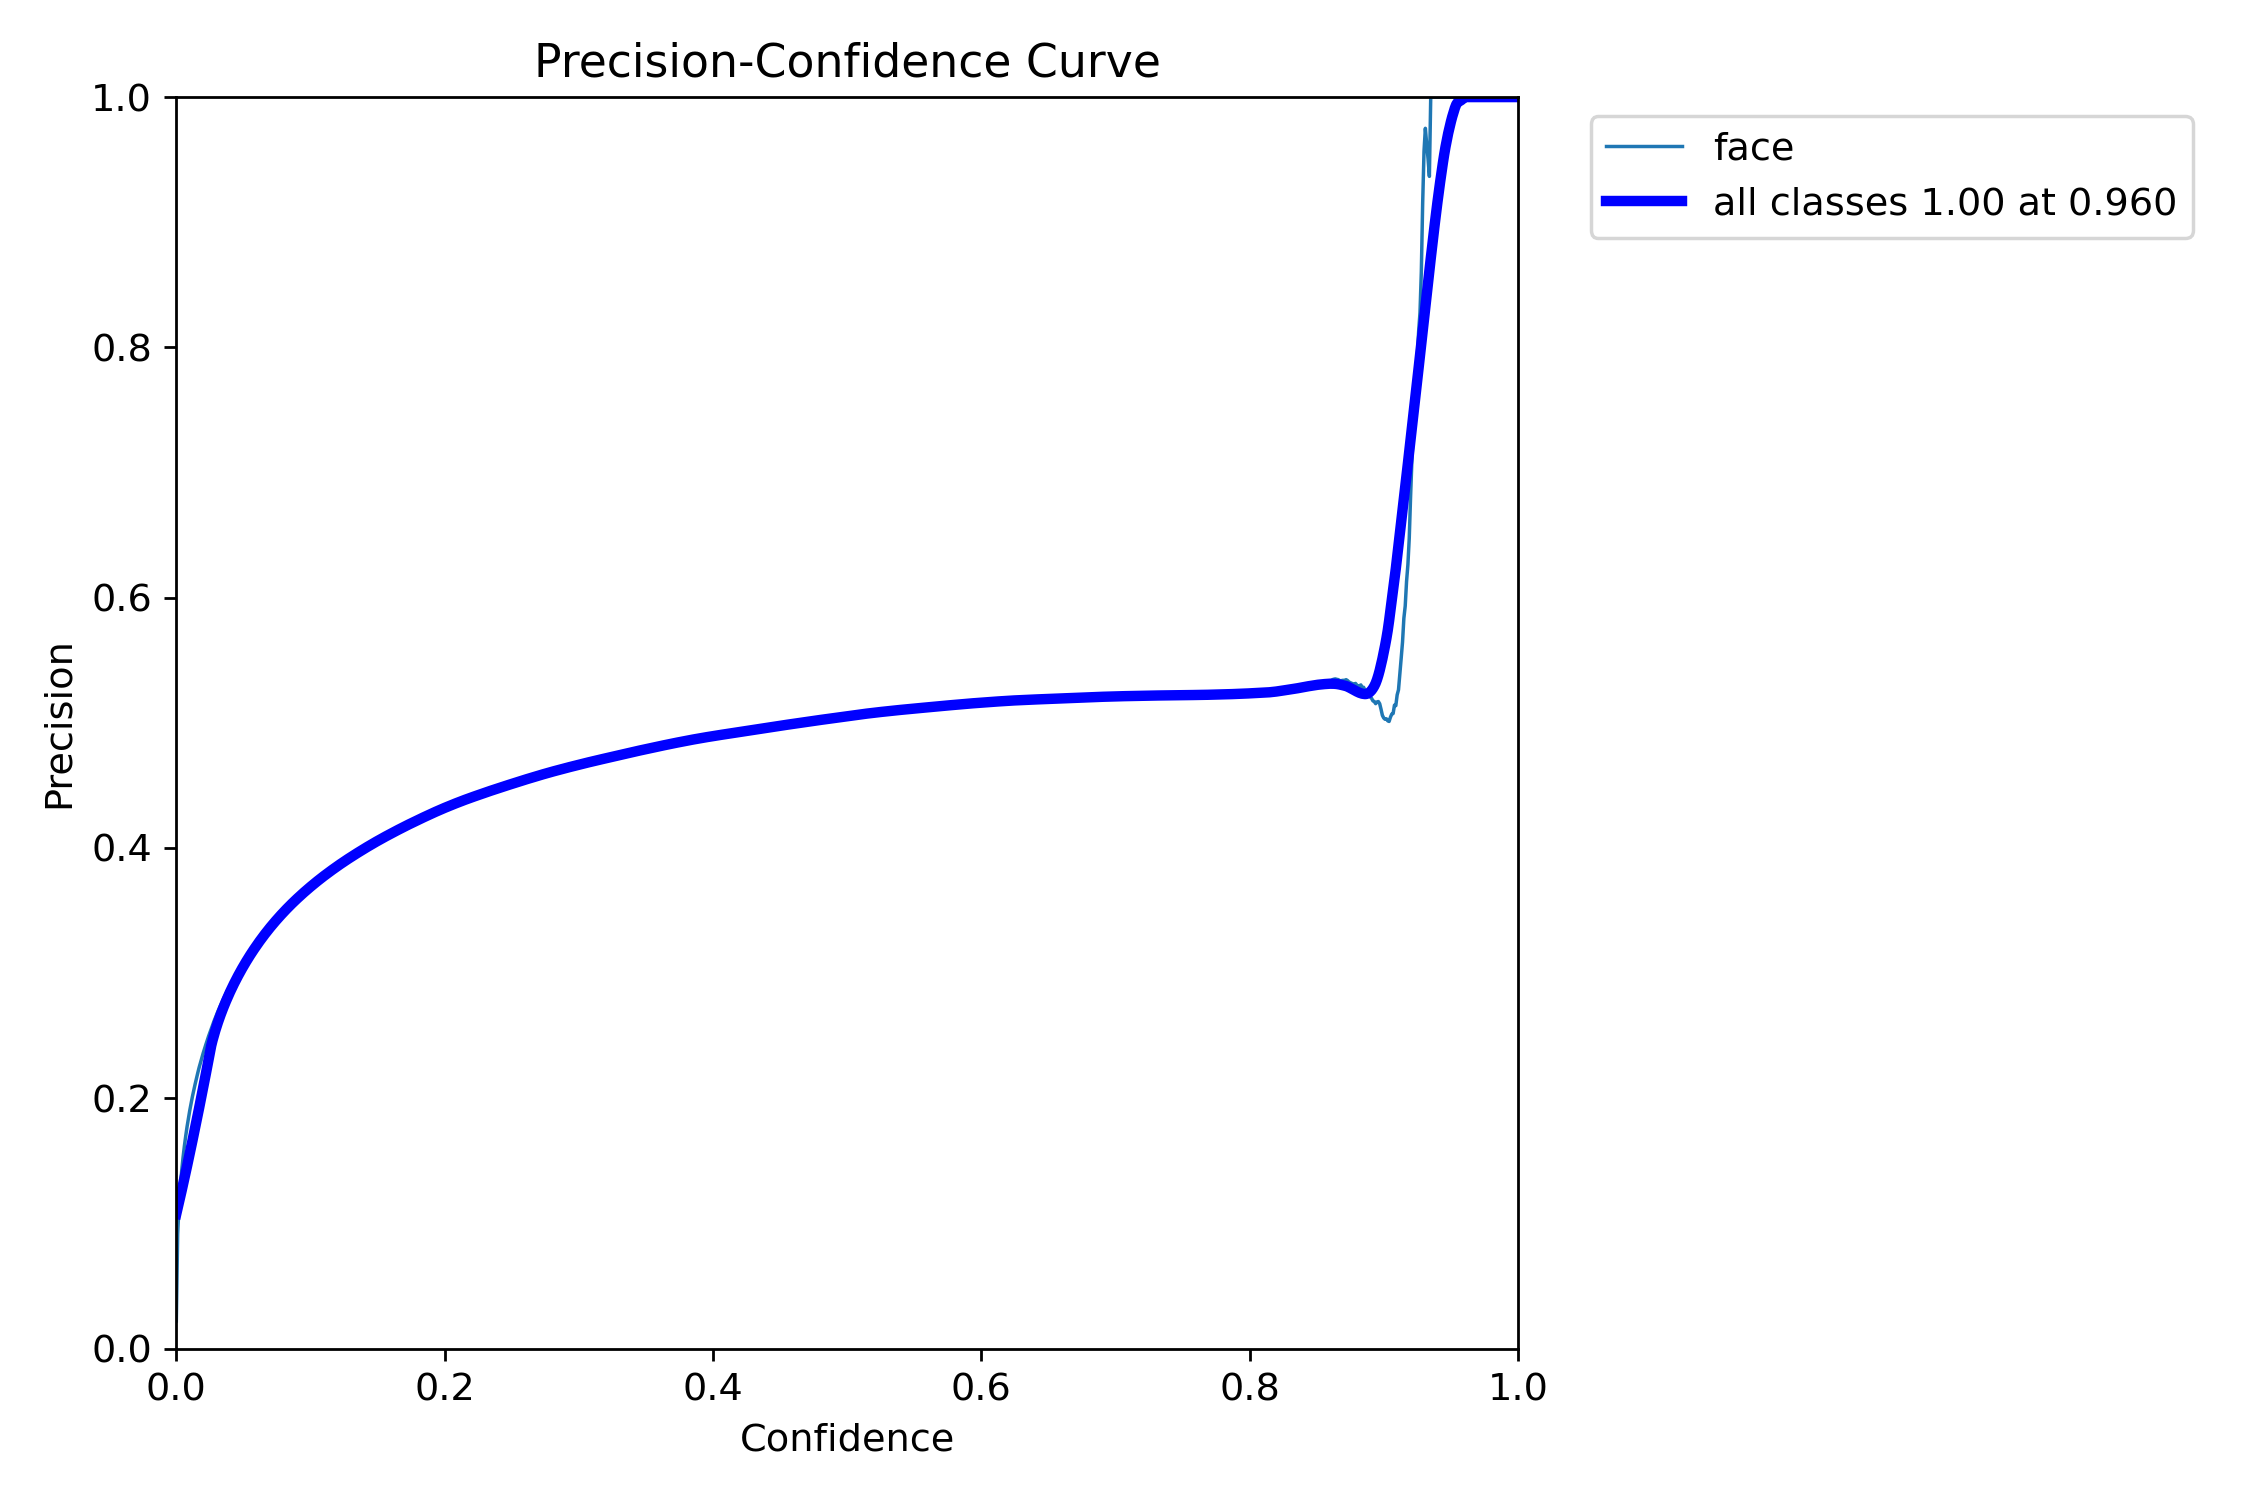 Precision-Confidence Curve
1.0
0.8
0.6
0.4
0.2
0.0
Precision
0.0 0.2 0.4 0.6 0.8 1.0
Confidence
face
all classes 1.00 at 0.960